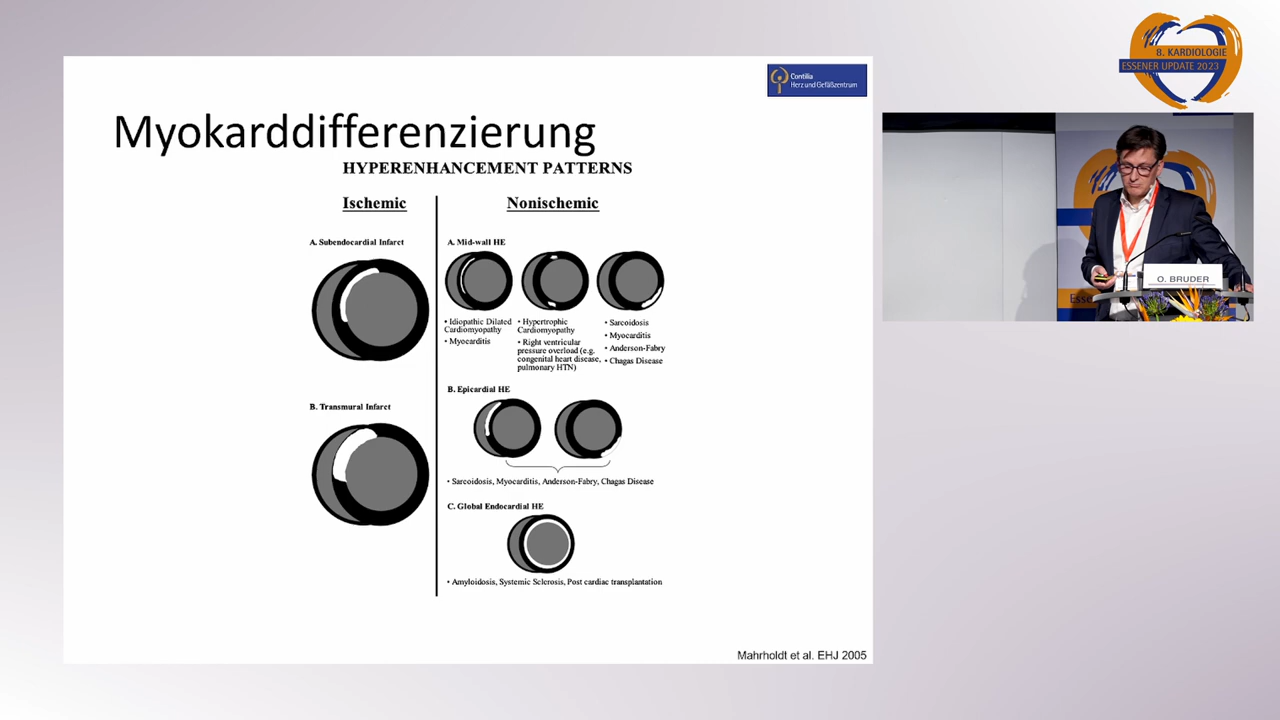 8. KARDIOLOGIE
ESSENER UPDATE 2023
Contilia
Herz und Gefäßzentrum
Myokarddifferenzierung
HYPERENHANCEMENT PATTERNS
Ischemic
Nonischemic
A. Subendocardial Infarct
B. Transmural Infarct
A. Mid-wall HE
• Idiopathic Dilated
Cardiomyopathy
• Myocarditis
• Hypertrophic
Cardiomyopathy
• Right ventricular
pressure overload (e.g.
congenital heart disease,
pulmonary HTN)
• Sarcoidosis
• Myocarditis
• Anderson-Fabry
• Chagas Disease
B. Epicardial HE
• Sarcoidosis, Myocarditis, Anderson-Fabry, Chagas Disease
C. Global Endocardial HE
• Amyloidosis, Systemic Sclerosis, Post cardiac transplantation
Mahrholdt et al. EHJ 2005
O. BRUDER
Esse